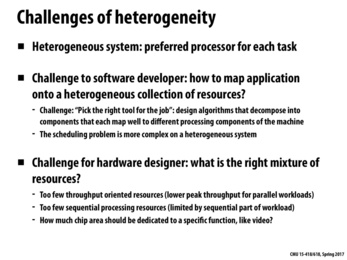 Challenges of heterogeneity
■ Heterogeneous system: preferred processor for each task
■ Challenge to software developer: how to map application
onto a heterogeneous collection of resources?
- Challenge: “Pick the right tool for the job”: design algorithms that decompose into
components that each map well to different processing components of the machine
- The scheduling problem is more complex on a heterogeneous system
■ Challenge for hardware designer: what is the right mixture of
resources?
- Too few throughput oriented resources (lower peak throughput for parallel workloads)
- Too few sequential processing resources (limited by sequential part of workload)
- How much chip area should be dedicated to a specific function, like video?
CMU 15-418/618, Spring 2017